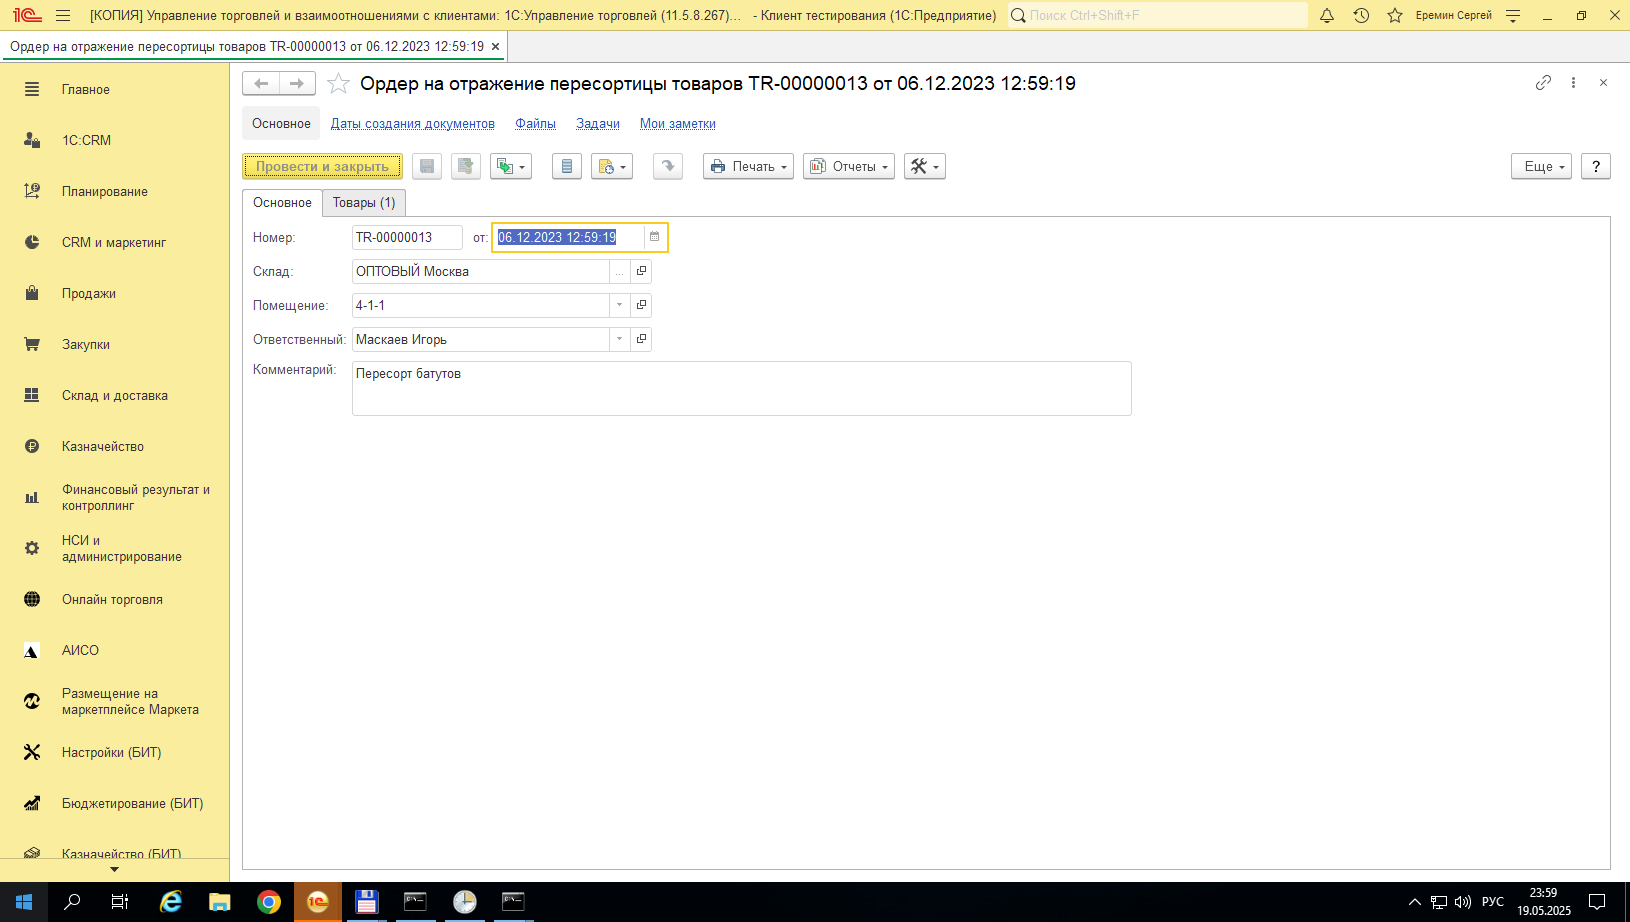 [КОПИЯ] Управление торговлей и взаимоотношениями с клиентами: 1С:Управление торговлей (11.5.8.267)... - Клиент тестирования (1С:Предприятие)
Поиск Ctrl+Shift+F
Еремин Сергей
Ордер на отражение пересортицы товаров TR-00000013 от 06.12.2023 12:59:19 ×
Главное
1С:CRM
Планирование
CRM и маркетинг
Продажи
Закупки
Склад и доставка
Казначейство
Финансовый результат и
контроллинг
НСИ и
администрирование
Онлайн торговля
АИСО
Размещение на
маркетплейсе Маркета
Настройки (БИТ)
Бюджетирование (БИТ)
Казначейство (БИТ)
Ордер на отражение пересортицы товаров TR-00000013 от 06.12.2023 12:59:19
Основное Даты создания документов Файлы Задачи Мои заметки
Провести и закрыть Печать Отчеты Еще ?
Основное Товары (1)
Номер: TR-00000013 от: 06.12.2023 12:59:19
Склад: ОПТОВЫЙ Москва ...
Помещение: 4-1-1
Ответственный: Маскаев Игорь
Комментарий: Пересорт батутов
РУС
23:59
19.05.2025